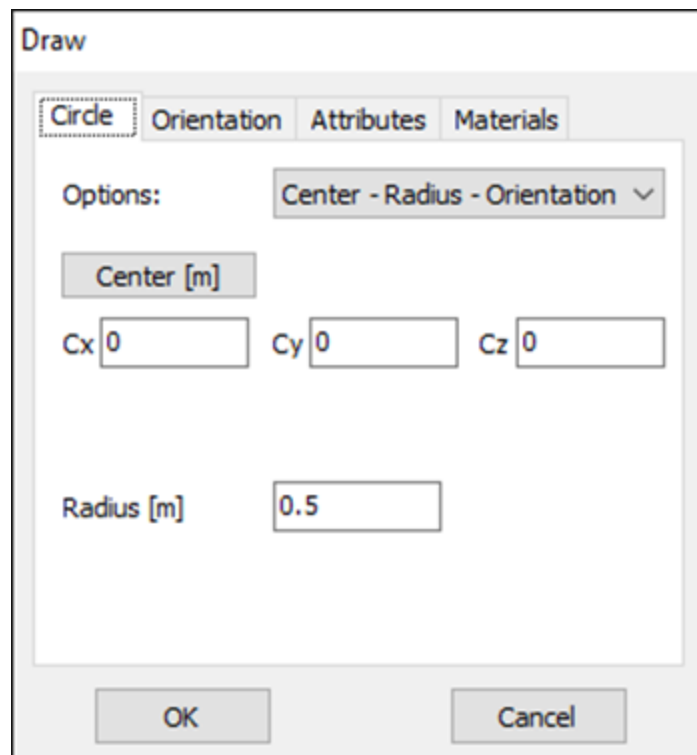 Draw
Circle Orientation Attributes Materials
Options: Center - Radius - Orientation
Center [m]
Cx 0 Cy 0 Cz 0
Radius [m] 0.5
OK Cancel